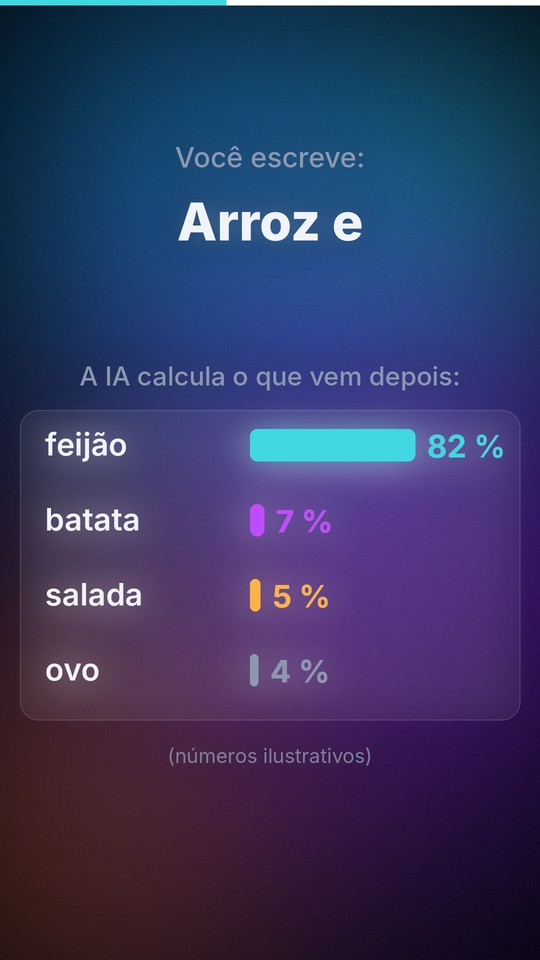 Você escreve:
Arroz e
A IA calcula o que vem depois:
feijão 82 %
batata 7 %
salada 5 %
ovo 4 %
(números ilustrativos)